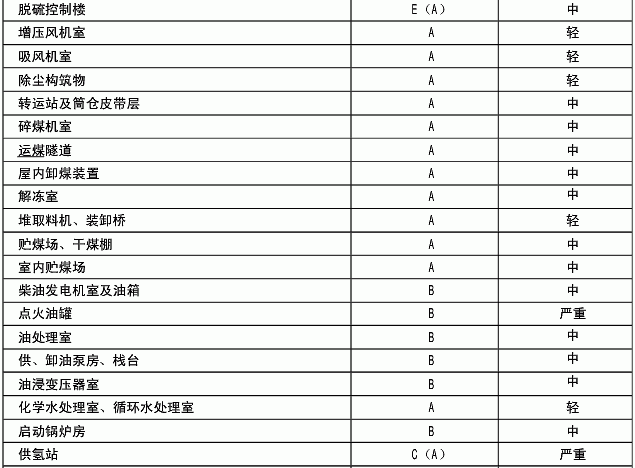 脱硫控制楼 E（A） 中
增压风机室 A 轻
吸风机室 A 轻
除尘构筑物 A 轻
转运站及筒仓皮带层 A 中
碎煤机室 A 中
运煤隧道 A 中
屋内卸煤装置 A 中
解冻室 A 中
堆取料机、装卸桥 A 轻
贮煤场、干煤棚 A 中
室内贮煤场 A 中
柴油发电机室及油箱 B 中
点火油罐 B 严重
油处理室 B 中
供、卸油泵房、栈台 B 中
油浸变压器室 B 中
化学水处理室、循环水处理室 A 轻
启动锅炉房 B 中
供氢站 C（A） 严重